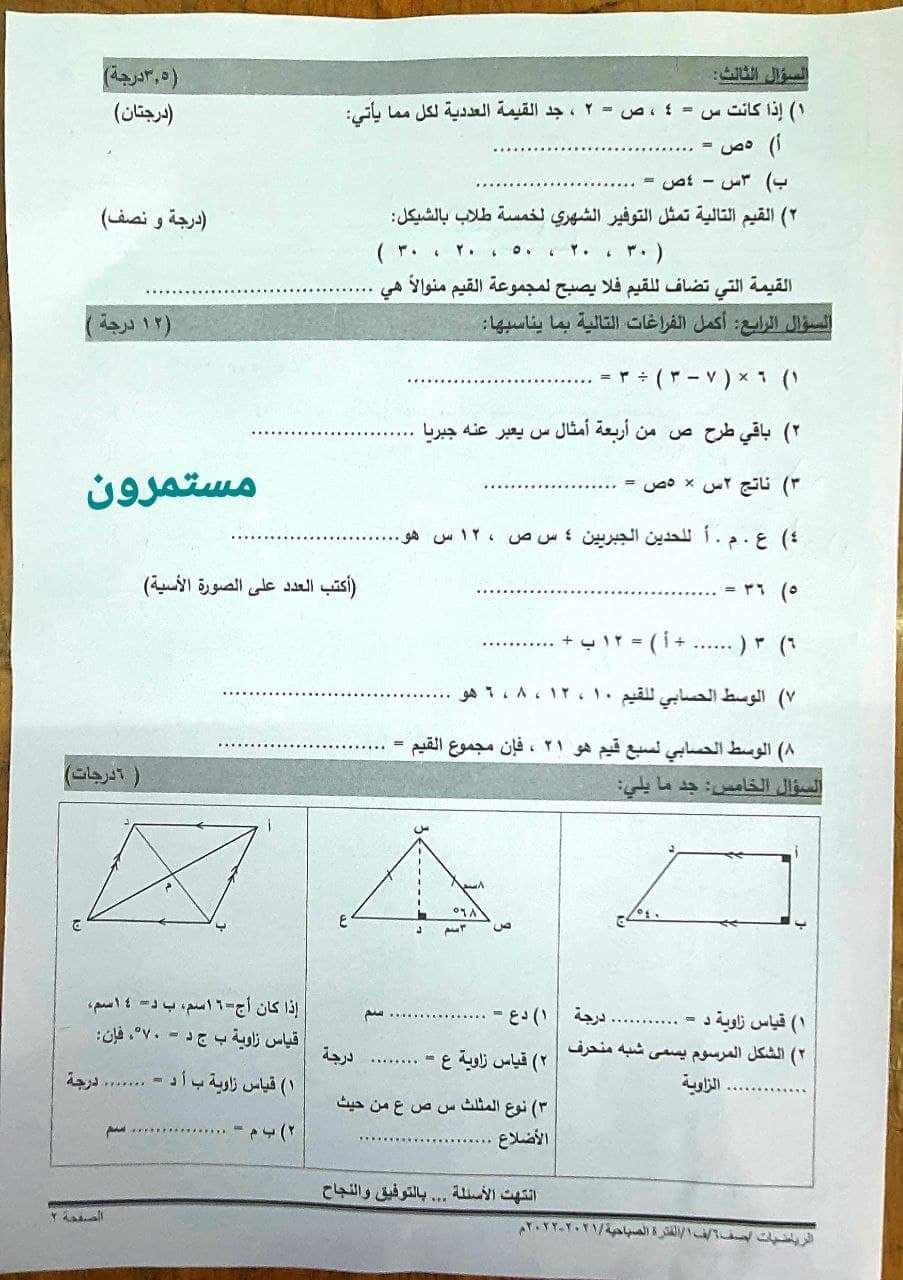 السؤال الثالث: (٣,٥درجة)
١) إذا كانت س = ٤ ، ص = ٢ ، جد القيمة العددية لكل مما يأتي: (درجتان)
أ) ٥ص = ..............................
ب) ٣س – ٤ص = ........................
٢) القيم التالية تمثل التوفير الشهري لخمسة طلاب بالشيكل: (درجة و نصف)
( ٣٠ ، ٢٠ ، ٥٠ ، ٢٠ ، ٣٠ )
القيمة التي تضاف للقيم فلا يصبح لمجموعة القيم منوالاً هي ..................................
السؤال الرابع: أكمل الفراغات التالية بما يناسبها: (١٢ درجة )
١) ٦ × ( ٧ – ٣ ) ÷ ٣ = ............................
٢) باقي طرح ص من أربعة أمثال س يعبر عنه جبريا .........................
مستمرون
٣) ناتج ٢س × ٥ص = ....................
٤) ع . م . أ للحدين الجبريين ٤ س ص ، ١٢ س هو.........................
٥) ٣٦ = .................................... (أكتب العدد على الصورة الأسية)
٦) ٣ ( ...... + أ ) = ١٢ ب + ...........
٧) الوسط الحسابي للقيم ١٠ ، ١٢ ، ٨ ، ٦ هو ..................................
٨) الوسط الحسابي لسبع قيم هو ٢١ ، فإن مجموع القيم = .........................
السؤال الخامس: جد ما يلي: (٦درجات )
أ
د
ب
ج
٤٠°
١) قياس زاوية د = ........... درجة
٢) الشكل المرسوم يسمى شبه منحرف
............. الزاوية
س
٨سم
٦٨°
ع
د
٣سم
ص
١) دع = ................ سم
٢) قياس زاوية ع = ........ درجة
٣) نوع المثلث س ص ع من حيث
الأضلاع ....................
د
أ
م
ج
ب
إذا كان أج=١٦سم، ب د= ١٤سم،
قياس زاوية ب ج د = ٧٠°، فإن:
١) قياس زاوية ب أ د = ....... درجة
٢) ب م = ................ سم
انتهت الأسئلة ... بالتوفيق والنجاح
الرياضيات /صف٦/ف١/الفترة الصباحية/٢٠٢١-٢٠٢٢م الصفحة ٢